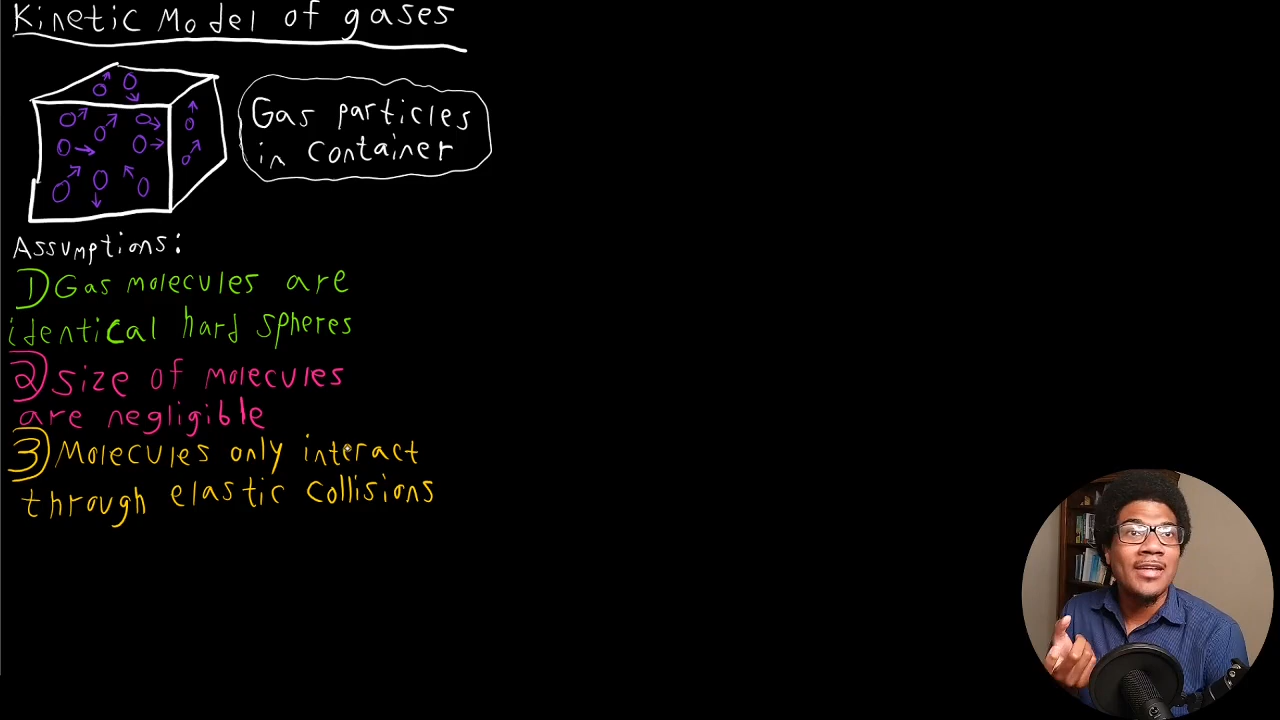 Kinetic Model of gases
Gas particles
in container
Assumptions:
1) Gas molecules are
identical hard spheres
2) size of molecules
are negligible
3) Molecules only interact
through elastic collisions